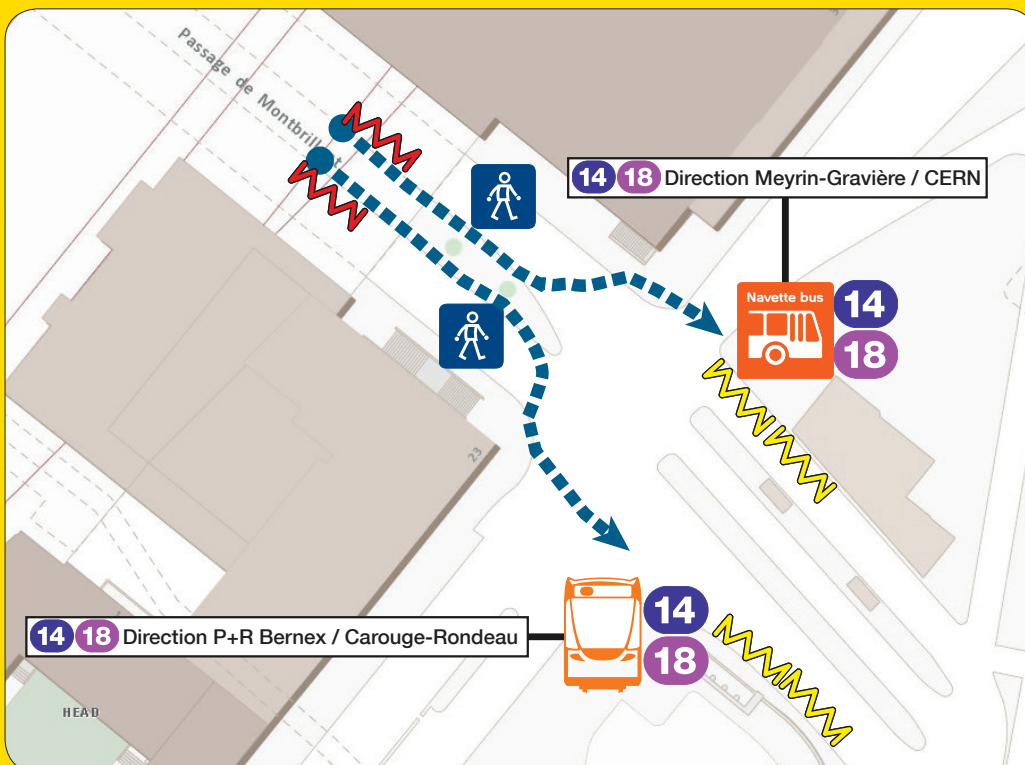 Passage de Montbrillant
14 18 Direction Meyrin-Gravière / CERN
Navette bus
14
18
23
14
18
14 18 Direction P+R Bernex / Carouge-Rondeau
HEAD